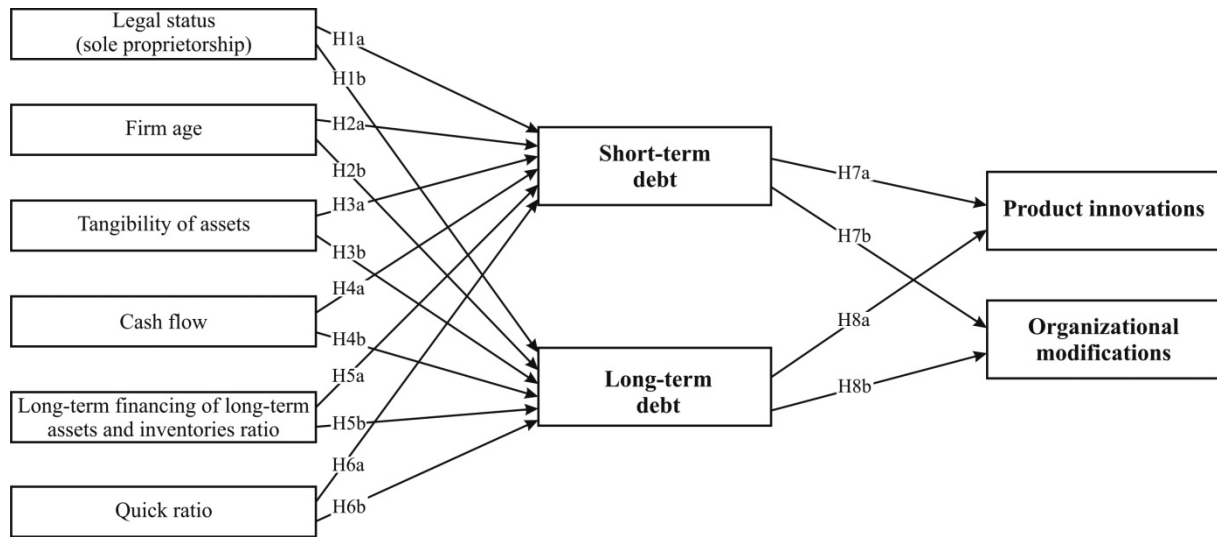 Legal status
(sole proprietorship)
Firm age
Tangibility of assets
Cash flow
Long-term financing of long-term
assets and inventories ratio
Quick ratio
H1a
H1b
H2a
H2b
H3a
H3b
H4a
H4b
H5a
H5b
H6a
H6b
Short-term
debt
Long-term
debt
H7a
H7b
H8a
H8b
Product innovations
Organizational
modifications